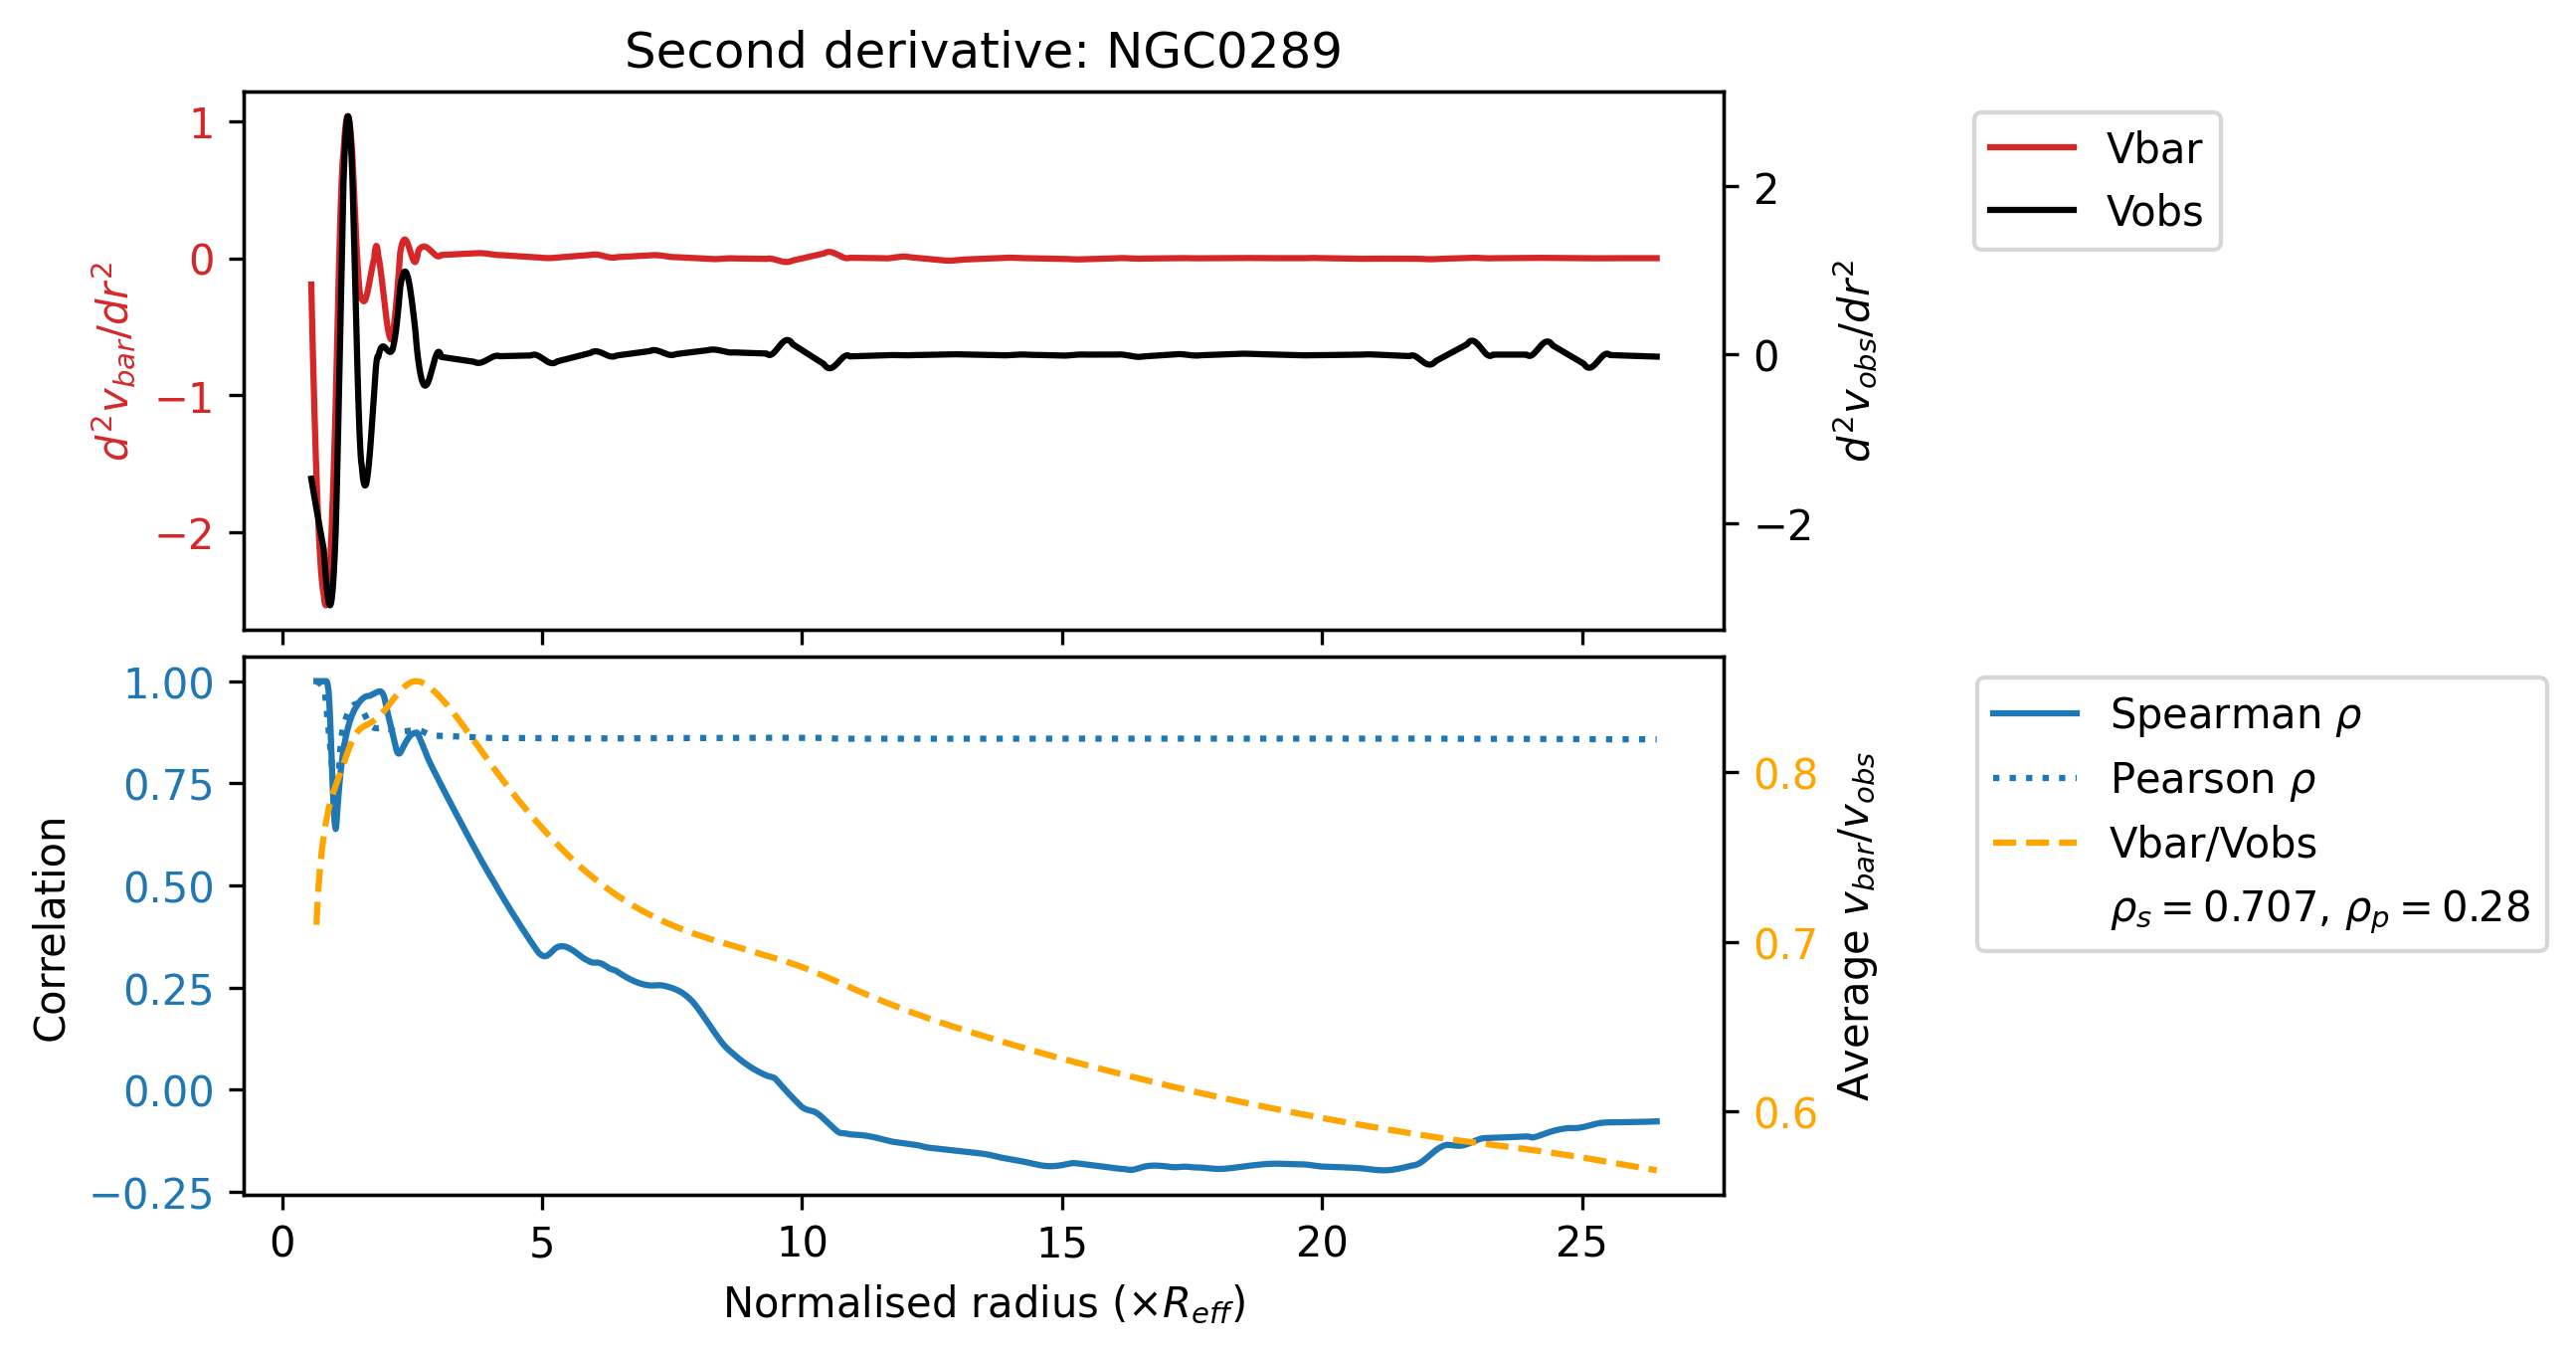 Second derivative: NGC0289
1
0
−1
−2
d²v_bar/dr²
2
0
−2
d²v_obs/dr²
Vbar
Vobs
1.00
0.75
0.50
0.25
0.00
−0.25
Correlation
0.8
0.7
0.6
Average v_bar/v_obs
Spearman ρ
Pearson ρ
Vbar/Vobs
ρ_s = 0.707, ρ_p = 0.28
0 5 10 15 20 25
Normalised radius (×R_eff)